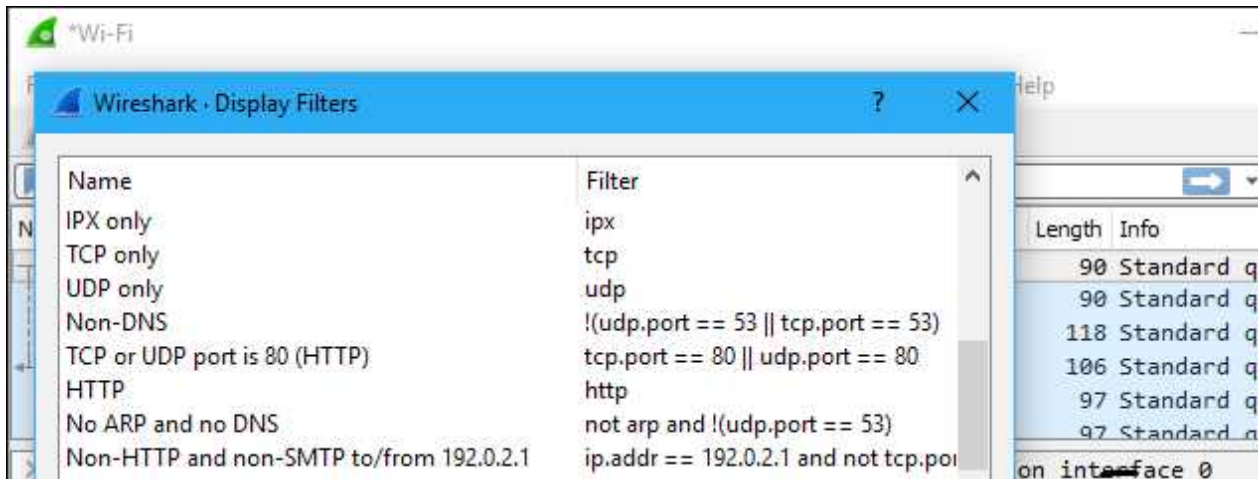 *Wi-Fi
Help
Wireshark · Display Filters ?
Name Filter
IPX only ipx
TCP only tcp
UDP only udp
Non-DNS !(udp.port == 53 || tcp.port == 53)
TCP or UDP port is 80 (HTTP) tcp.port == 80 || udp.port == 80
HTTP http
No ARP and no DNS not arp and !(udp.port == 53)
Non-HTTP and non-SMTP to/from 192.0.2.1 ip.addr == 192.0.2.1 and not tcp.por
N
Length Info
90 Standard q
90 Standard q
118 Standard q
106 Standard q
97 Standard q
97 Standard q
on interface 0